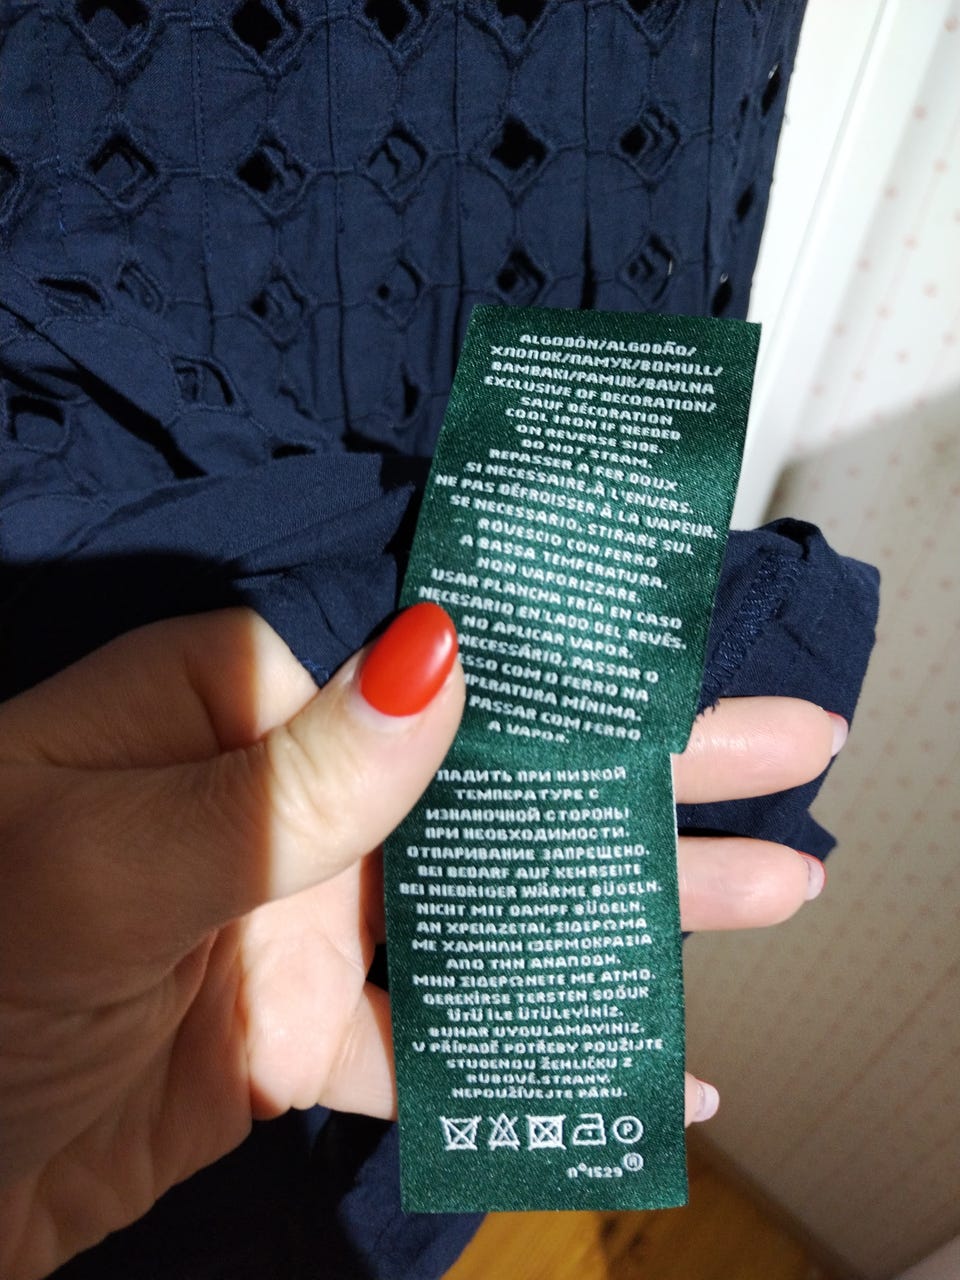 ALGODÓN/ALGODÃO/
ХЛОПОК/ПАМУК/BOMULL/
BAMBAKI/PAMUK/BAVLNA
EXCLUSIVE OF DECORATION/
SAUF DÉCORATION
COOL IRON IF NEEDED
ON REVERSE SIDE.
DO NOT STEAM.
REPASSER A FER DOUX
SI NECESSAIRE, À L'ENVERS.
NE PAS DÉFROISSER À LA VAPEUR.
SE NECESSARIO, STIRARE SUL
ROVESCIO CON FERRO
A BASSA TEMPERATURA.
NON VAPORIZZARE.
USAR PLANCHA FRÍA EN CASO
NECESARIO EN LADO DEL REVÉS.
NO APLICAR VAPOR.
NECESSÁRIO, PASSAR O
ESSO COM O FERRO NA
PERATURA MÍNIMA.
PASSAR COM FERRO
A VAPOR.
ГЛАДИТЬ ПРИ НИЗКОЙ
ТЕМПЕРАТУРЕ С
ИЗНАНОЧНОЙ СТОРОНЫ
ПРИ НЕОБХОДИМОСТИ.
ОТПАРИВАНИЕ ЗАПРЕЩЕНО.
BEI BEDARF AUF KEHRSEITE
BEI NIEDRIGER WÄRME BÜGELN.
NICHT MIT DAMPF BÜGELN.
ΑΝ ΧΡΕΙΑΖΕΤΑΙ, ΣΙΔΕΡΩΜΑ
ΜΕ ΧΑΜΗΛΗ ΘΕΡΜΟΚΡΑΣΙΑ
ΑΠΟ ΤΗΝ ΑΝΑΠΟΔΗ.
ΜΗΝ ΣΙΔΕΡΩΝΕΤΕ ΜΕ ΑΤΜΟ.
GEREKİRSE TERSTEN SOĞUK
ÜTÜ İLE ÜTÜLEYİNİZ.
BUHAR UYGULAMAYINIZ.
V PŘÍPADĚ POTŘEBY POUŽIJTE
STUDENOU ŽEHLIČKU Z
RUBOVÉ STRANY.
NEPOUŽÍVEJTE PÁRU.
P
n°1529 M